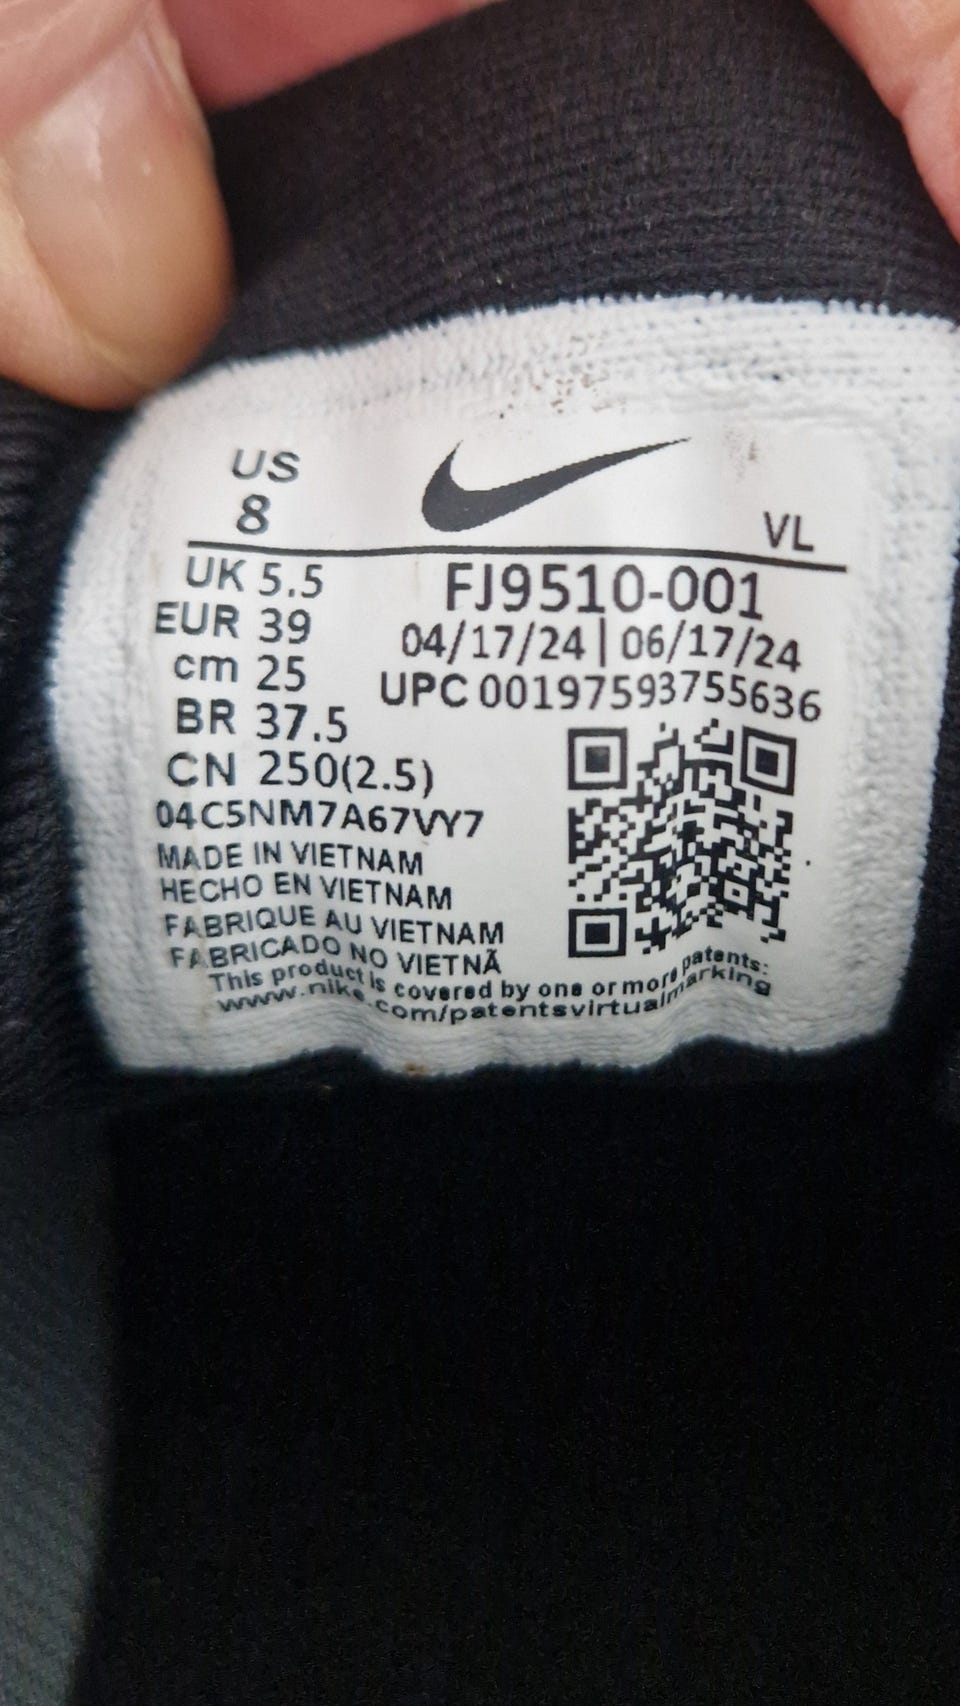 US
8
VL
UK 5.5
EUR 39
cm 25
BR 37.5
CN 250(2.5)
04C5NM7A67VY7
FJ9510-001
04/17/24 | 06/17/24
UPC 00197593755636
MADE IN VIETNAM
HECHO EN VIETNAM
FABRIQUE AU VIETNAM
FABRICADO NO VIETNÃ
This product is covered by one or more patents:
www.nike.com/patentsvirtualmarking